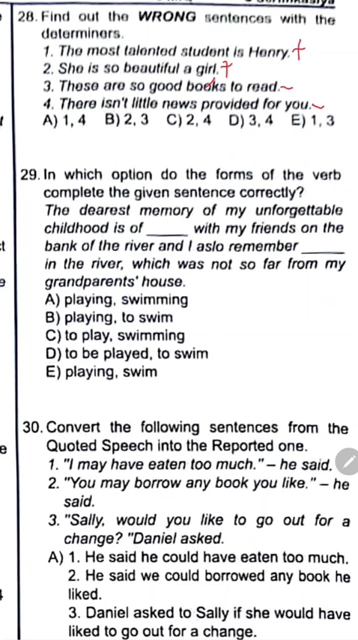 28. Find out the WRONG sentences with the
determiners.
1. The most talented student is Henry.
2. She is so beautiful a girl.
3. These are so good books to read.
4. There isn't little news provided for you.
A) 1, 4 B) 2, 3 C) 2, 4 D) 3, 4 E) 1, 3
29. In which option do the forms of the verb
complete the given sentence correctly?
The dearest memory of my unforgettable
childhood is of _____ with my friends on the
bank of the river and I aslo remember _____
in the river, which was not so far from my
grandparents' house.
A) playing, swimming
B) playing, to swim
C) to play, swimming
D) to be played, to swim
E) playing, swim
30. Convert the following sentences from the
Quoted Speech into the Reported one.
1. "I may have eaten too much." – he said.
2. "You may borrow any book you like." – he
said.
3. "Sally, would you like to go out for a
change? "Daniel asked.
A) 1. He said he could have eaten too much.
2. He said we could borrowed any book he
liked.
3. Daniel asked to Sally if she would have
liked to go out for a change.